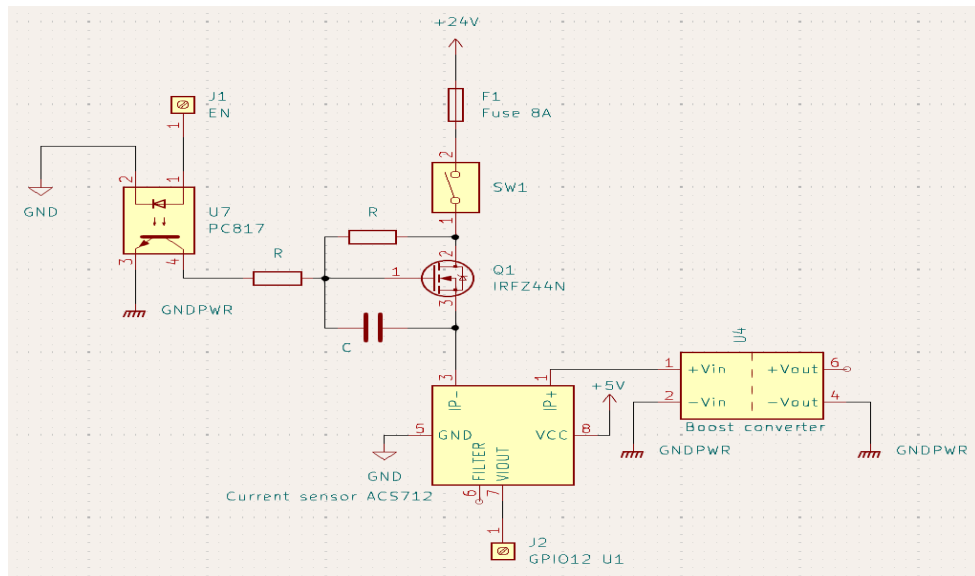 +24V
F1
Fuse 8A
J1
EN
1
2
1
2
SW1
1
GND
U7
PC817
R
R
3
4
2
1
Q1
IRFZ44N
3
GNDPWR
C
U4
3
1
1
+Vin
+Vout
6
+5V
IP-
IP+
2
-Vin
-Vout
4
Boost converter
5
GND
VCC
8
GNDPWR
GNDPWR
GND
FILTER
VIOUT
Current sensor ACS712
6
7
1
J2
GPIO12 U1